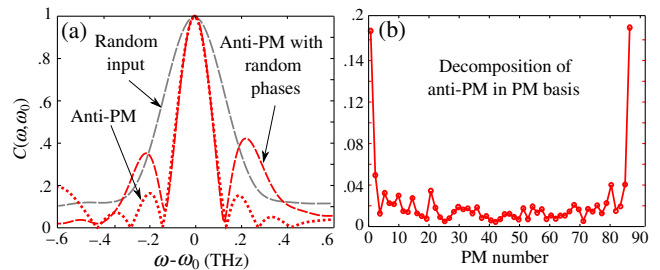 (a)
Random
input
Anti-PM
Anti-PM with
random
phases
C(ω,ω₀)
1
.8
.6
.4
.2
0
-.6 -.4 -.2 0 .2 .4 .6
ω-ω₀ (THz)
(b)
Decomposition of
anti-PM in PM basis
.2
.16
.12
.08
.04
0
0 10 20 30 40 50 60 70 80 90
PM number